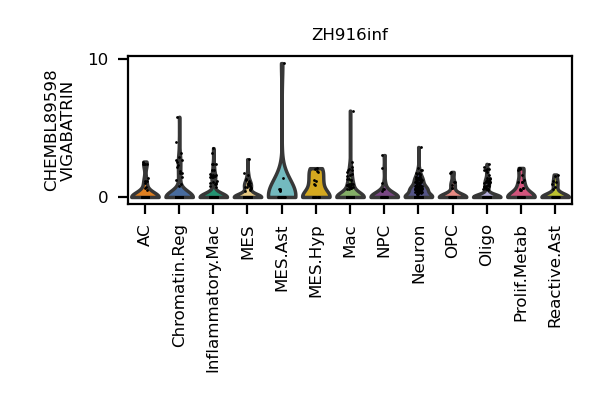 ZH916inf
10
0
CHEMBL89598
VIGABATRIN
AC
Chromatin.Reg
Inflammatory.Mac
MES
MES.Ast
MES.Hyp
Mac
NPC
Neuron
OPC
Oligo
Prolif.Metab
Reactive.Ast